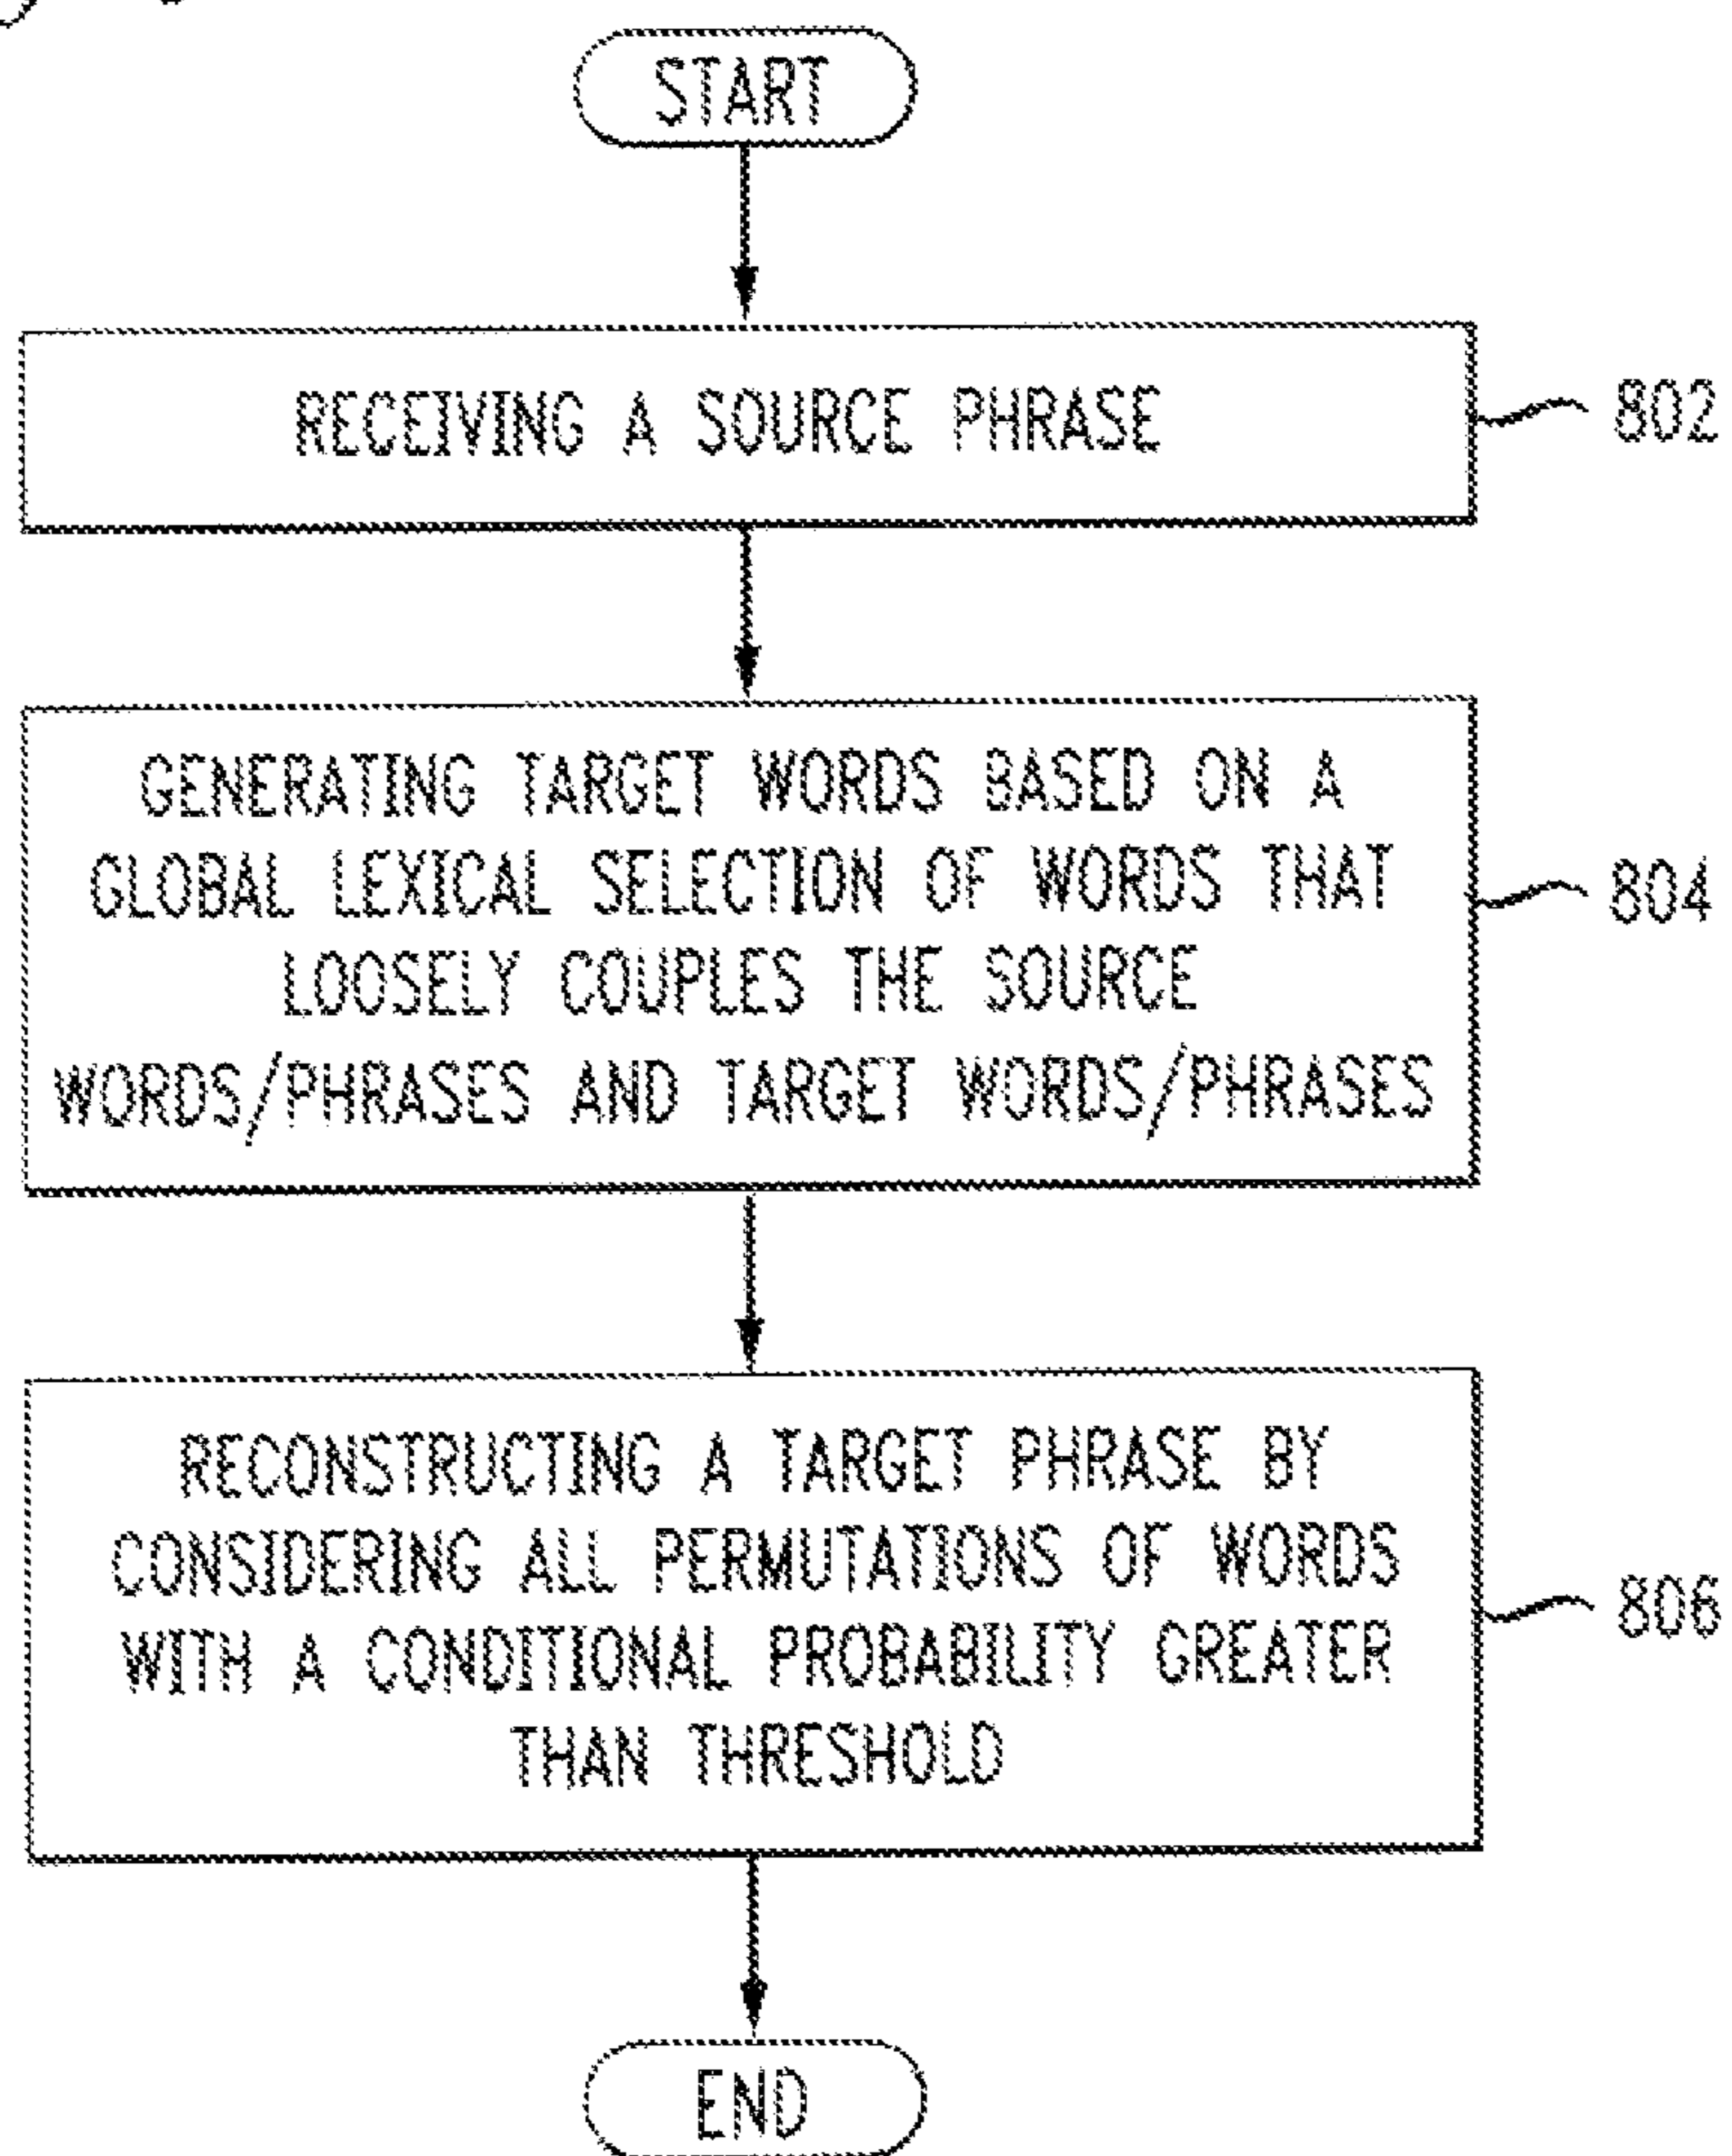 START
RECEIVING A SOURCE PHRASE
802
GENERATING TARGET WORDS BASED ON A
GLOBAL LEXICAL SELECTION OF WORDS THAT
LOOSELY COUPLES THE SOURCE
WORDS/PHRASES AND TARGET WORDS/PHRASES
804
RECONSTRUCTING A TARGET PHRASE BY
CONSIDERING ALL PERMUTATIONS OF WORDS
WITH A CONDITIONAL PROBABILITY GREATER
THAN THRESHOLD
806
END